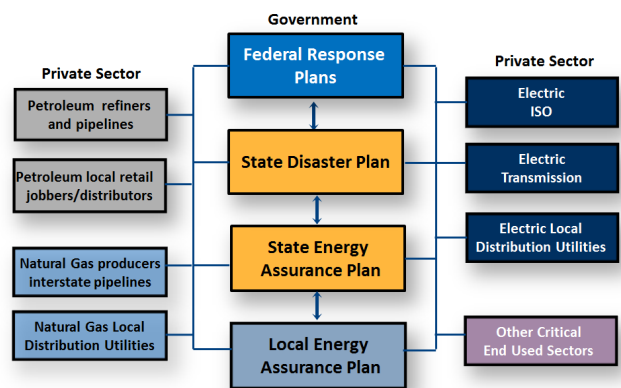 Government
Federal Response
Plans
State Disaster Plan
State Energy
Assurance Plan
Local Energy
Assurance Plan
Private Sector
Petroleum refiners
and pipelines
Petroleum local retail
jobbers/distributors
Natural Gas producers
interstate pipelines
Natural Gas Local
Distribution Utilities
Private Sector
Electric
ISO
Electric
Transmission
Electric Local
Distribution Utilities
Other Critical
End Used Sectors